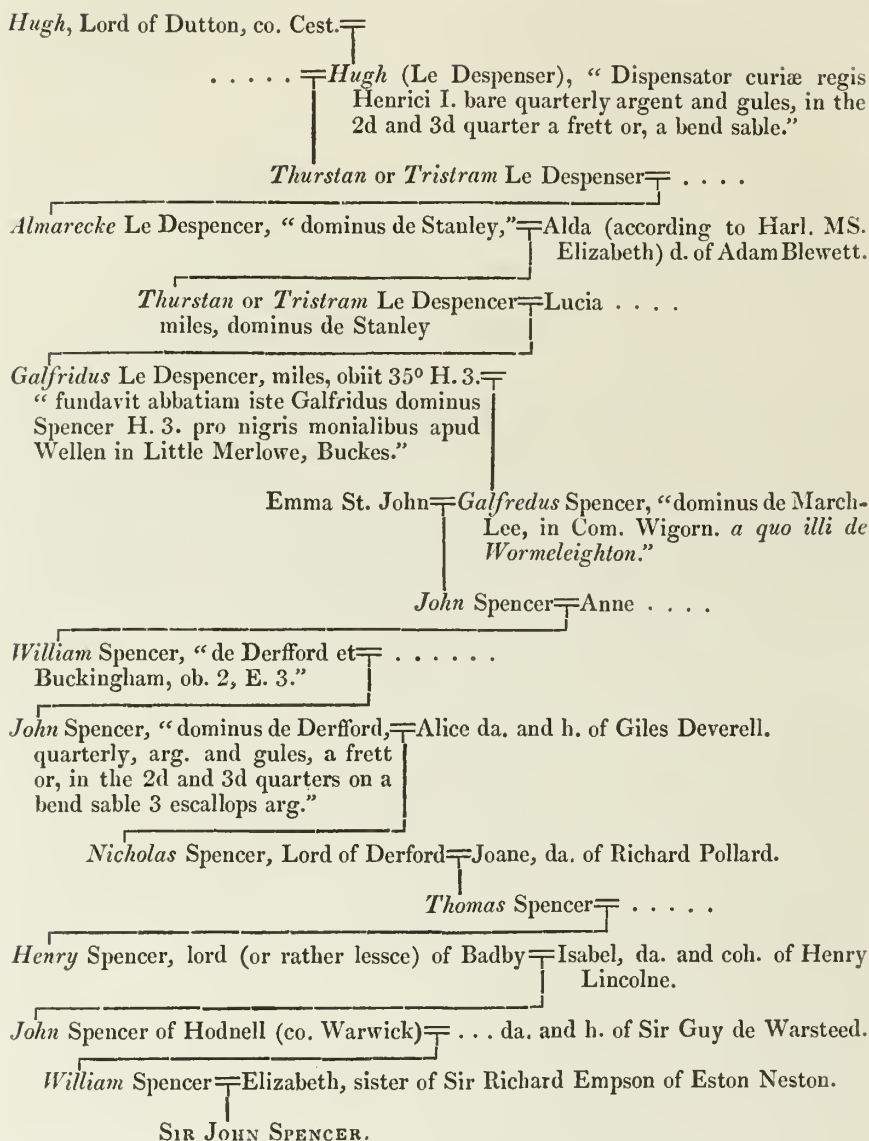 Hugh, Lord of Dutton, co. Cest.
. . . . . Hugh (Le Despenser), “ Dispensator curiæ regis
Henrici I. bare quarterly argent and gules, in the
2d and 3d quarter a frett or, a bend sable.”
Thurstan or Tristram Le Despenser . . . .
Almarecke Le Despencer, “ dominus de Stanley,” Alda (according to Harl. MS.
Elizabeth) d. of Adam Blewett.
Thurstan or Tristram Le Despencer Lucia . . . .
miles, dominus de Stanley
Galfridus Le Despencer, miles, obiit 35º H. 3.
“ fundavit abbatiam iste Galfridus dominus
Spencer H. 3. pro nigris monialibus apud
Wellen in Little Merlowe, Buckes.”
Emma St. John Galfredus Spencer, “dominus de March-
Lee, in Com. Wigorn. a quo illi de
Wormeleighton.”
John Spencer Anne . . . .
William Spencer, “ de Derfford et . . . . . .
Buckingham, ob. 2, E. 3.”
John Spencer, “ dominus de Derfford, Alice da. and h. of Giles Deverell.
quarterly, arg. and gules, a frett
or, in the 2d and 3d quarters on a
bend sable 3 escallops arg.”
Nicholas Spencer, Lord of Derford Joane, da. of Richard Pollard.
Thomas Spencer . . . . .
Henry Spencer, lord (or rather lessce) of Badby Isabel, da. and coh. of Henry
Lincolne.
John Spencer of Hodnell (co. Warwick) . . . da. and h. of Sir Guy de Warsteed.
William Spencer Elizabeth, sister of Sir Richard Empson of Eston Neston.
SIR JOHN SPENCER.